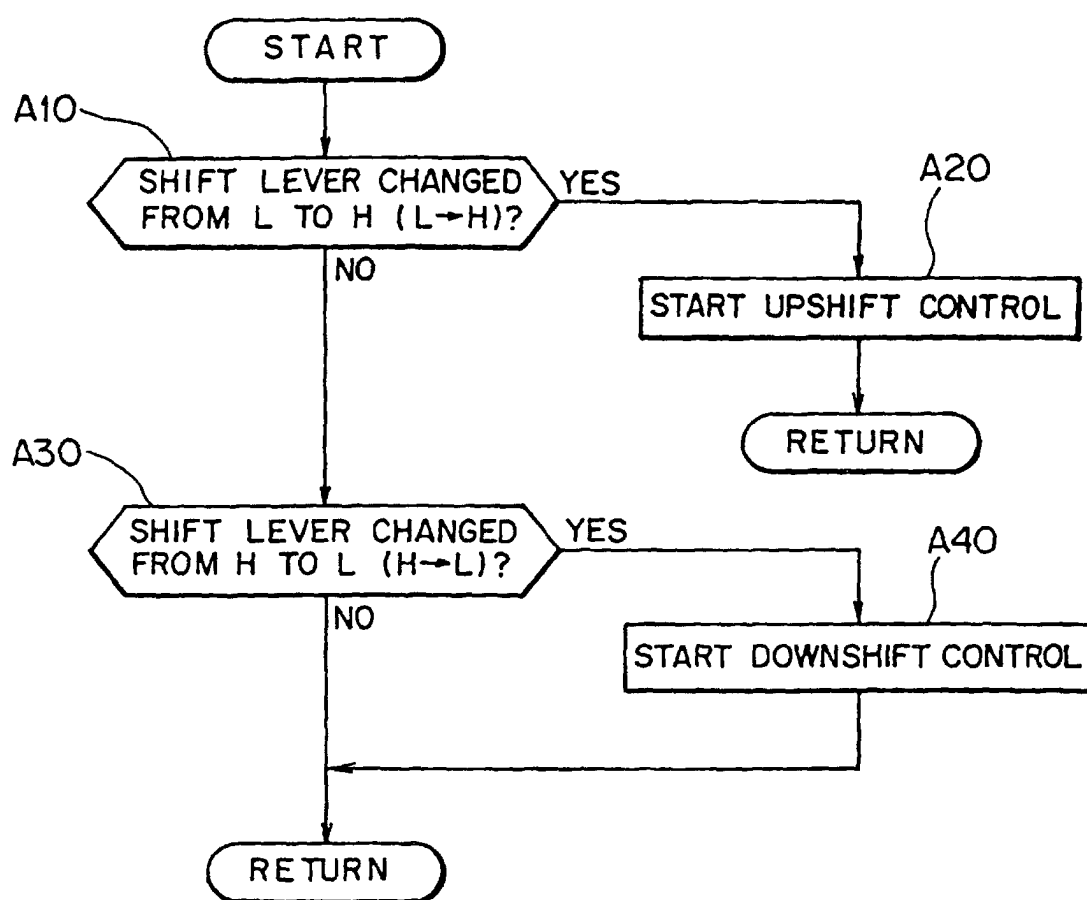 START
A10
SHIFT LEVER CHANGED
FROM L TO H (L→H)?
YES
NO
A20
START UPSHIFT CONTROL
RETURN
A30
SHIFT LEVER CHANGED
FROM H TO L (H→L)?
YES
NO
A40
START DOWNSHIFT CONTROL
RETURN